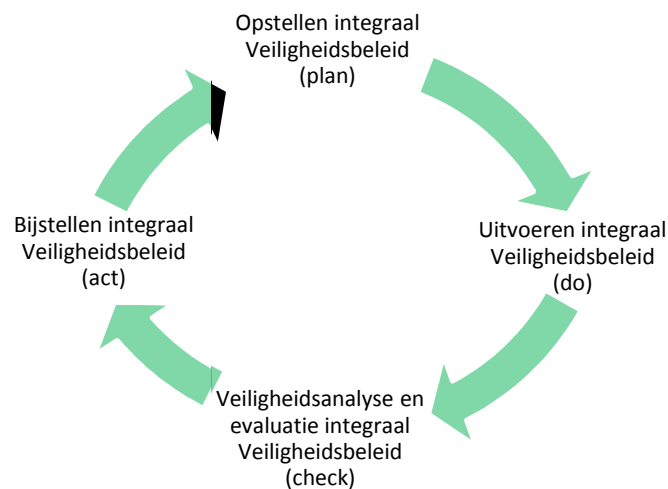 Opstellen integraal
Veiligheidsbeleid
(plan)
Uitvoeren integraal
Veiligheidsbeleid
(do)
Veiligheidsanalyse en
evaluatie integraal
Veiligheidsbeleid
(check)
Bijstellen integraal
Veiligheidsbeleid
(act)